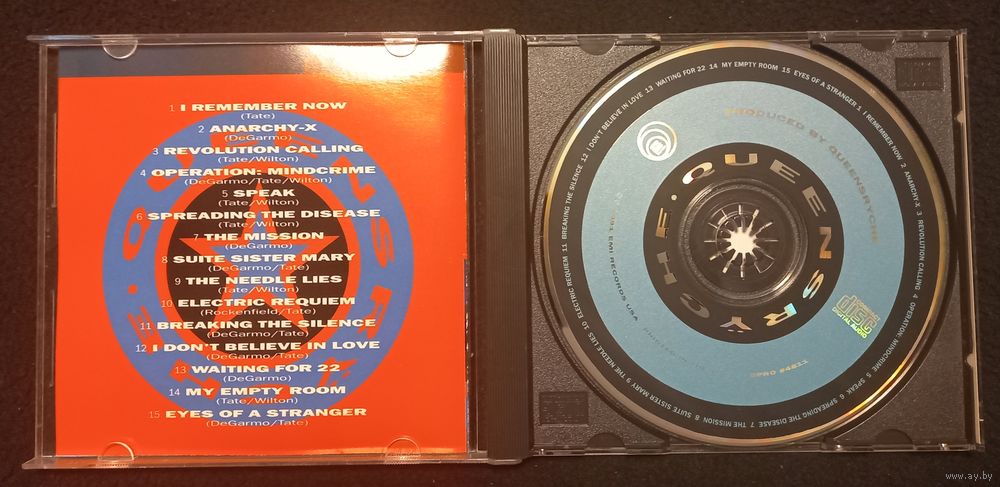 1 I REMEMBER NOW
(Tate)
2 ANARCHY-X
(DeGarmo)
3 REVOLUTION CALLING
(Tate/Wilton)
4 OPERATION: MINDCRIME
(DeGarmo/Tate/Wilton)
5 SPEAK
(Tate/Wilton)
6 SPREADING THE DISEASE
(Tate/Wilton)
7 THE MISSION
(DeGarmo)
8 SUITE SISTER MARY
(DeGarmo/Tate)
9 THE NEEDLE LIES
(Tate/Wilton)
10 ELECTRIC REQUIEM
(Rockenfield/Tate)
11 BREAKING THE SILENCE
(DeGarmo/Tate)
12 I DON'T BELIEVE IN LOVE
(DeGarmo/Tate)
13 WAITING FOR 22
(DeGarmo)
14 MY EMPTY ROOM
(Tate/Wilton)
15 EYES OF A STRANGER
(DeGarmo/Tate)
1 I REMEMBER NOW 2 ANARCHY-X 3 REVOLUTION CALLING 4 OPERATION: MINDCRIME 5 SPEAK 6 SPREADING THE DISEASE 7 THE MISSION 8 SUITE SISTER MARY 9 THE NEEDLE LIES 10 ELECTRIC REQUIEM 11 BREAKING THE SILENCE 12 I DON'T BELIEVE IN LOVE 13 WAITING FOR 22 14 MY EMPTY ROOM 15 EYES OF A STRANGER
PRODUCED BY QUEENSRYCHE
QUEENSRYCHE
EMI RECORDS USA
COMPACT
disc
DIGITAL AUDIO
www.ay.by